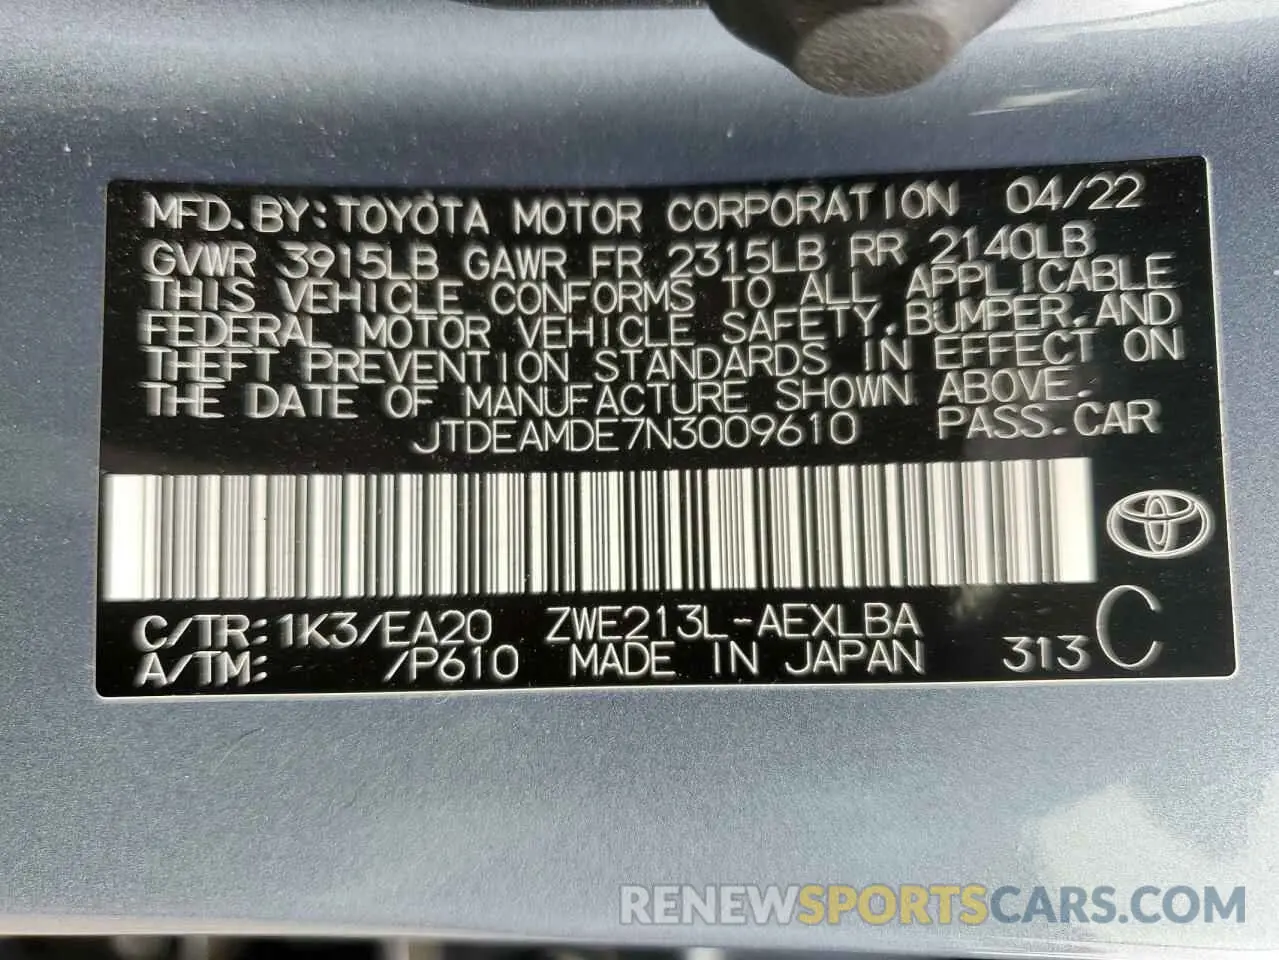 MFD. BY: TOYOTA MOTOR CORPORATION 04/22
GVWR 3915LB GAWR FR 2315LB RR 2140LB
THIS VEHICLE CONFORMS TO ALL APPLICABLE
FEDERAL MOTOR VEHICLE SAFETY, BUMPER, AND
THEFT PREVENTION STANDARDS IN EFFECT ON
THE DATE OF MANUFACTURE SHOWN ABOVE.
JTDEAMDE7N3009610 PASS. CAR
C/TR: 1K3/EA20 ZWE213L-AEXLBA
A/TM: /P610 MADE IN JAPAN 313 C
RENEWSPORTSCARS.COM